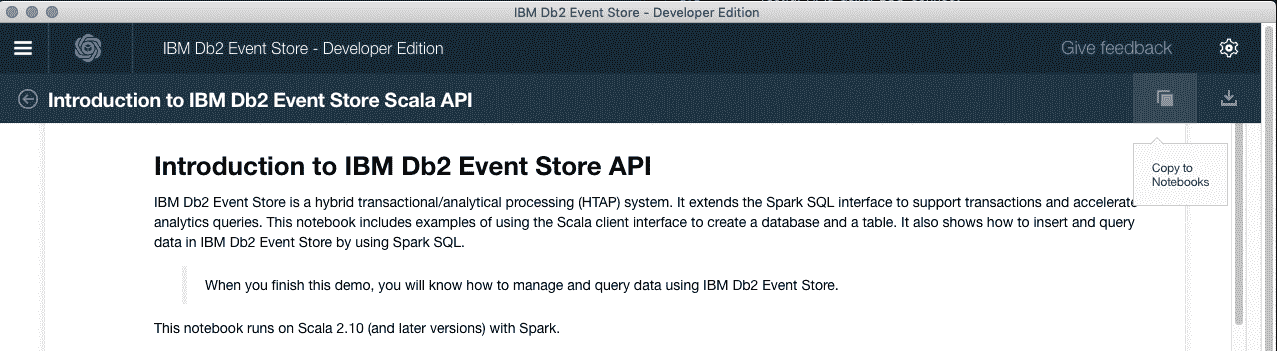 IBM Db2 Event Store - Developer Edition
IBM Db2 Event Store - Developer Edition
Give feedback
Introduction to IBM Db2 Event Store Scala API
Copy to
Notebooks
Introduction to IBM Db2 Event Store API
IBM Db2 Event Store is a hybrid transactional/analytical processing (HTAP) system. It extends the Spark SQL interface to support transactions and accelerate
analytics queries. This notebook includes examples of using the Scala client interface to create a database and a table. It also shows how to insert and query
data in IBM Db2 Event Store by using Spark SQL.
When you finish this demo, you will know how to manage and query data using IBM Db2 Event Store.
This notebook runs on Scala 2.10 (and later versions) with Spark.